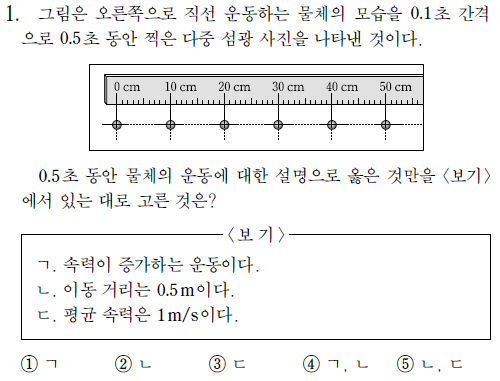 1. 그림은 오른쪽으로 직선 운동하는 물체의 모습을 0.1초 간격
으로 0.5초 동안 찍은 다중 섬광 사진을 나타낸 것이다.
0 cm 10 cm 20 cm 30 cm 40 cm 50 cm
0.5초 동안 물체의 운동에 대한 설명으로 옳은 것만을 <보기>
에서 있는 대로 고른 것은?
<보 기>
ㄱ. 속력이 증가하는 운동이다.
ㄴ. 이동 거리는 0.5m이다.
ㄷ. 평균 속력은 1m/s이다.
① ㄱ ② ㄴ ③ ㄷ ④ ㄱ, ㄴ ⑤ ㄴ, ㄷ